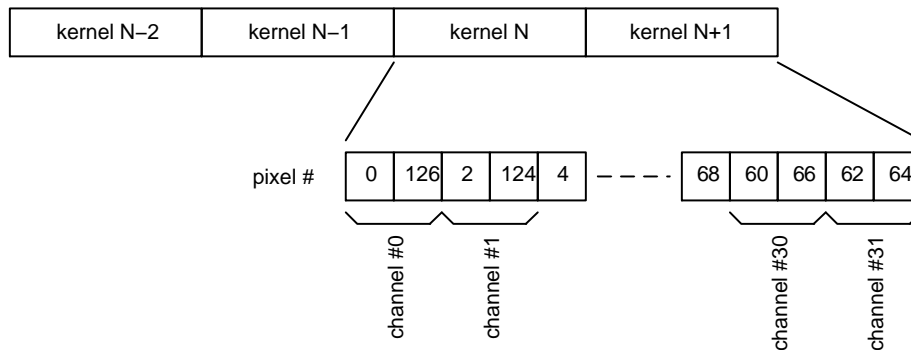 kernel N–2 kernel N–1 kernel N kernel N+1
pixel # 0 126 2 124 4 68 60 66 62 64
channel #0 channel #1 channel #30 channel #31